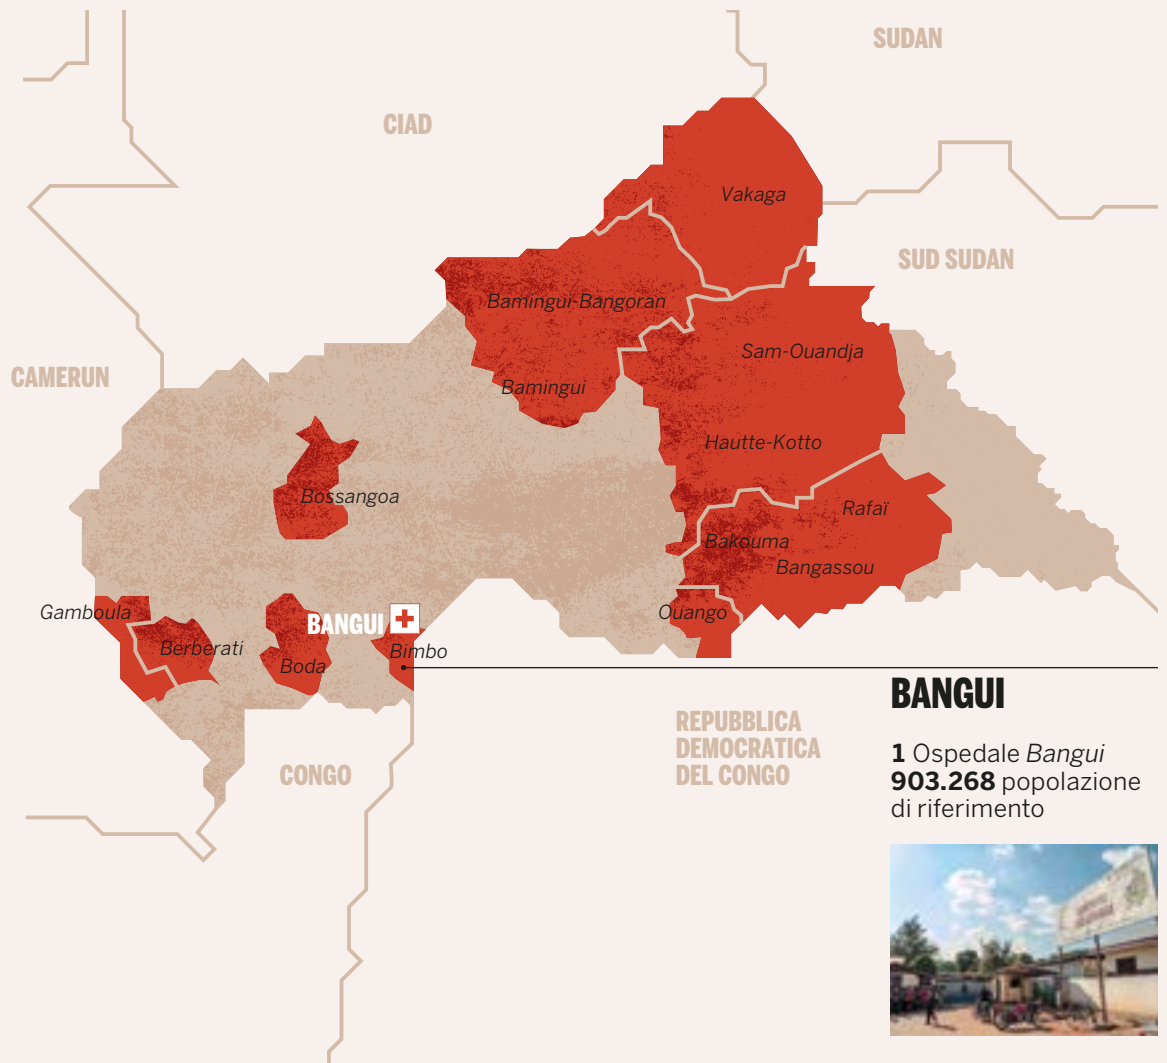 SUDAN
CIAD
Vakaga
SUD SUDAN
Bamingui-Bangoran
Sam-Ouandja
CAMERUN
Bamingui
Hautte-Kotto
Bossangoa
Rafaï
Bakouma
Bangassou
Gamboula
Ouango
BANGUI
Berberati
Bimbo
Boda
BANGUI
REPUBBLICA
DEMOCRATICA
DEL CONGO
CONGO
1 Ospedale Bangui
903.268 popolazione
di riferimento